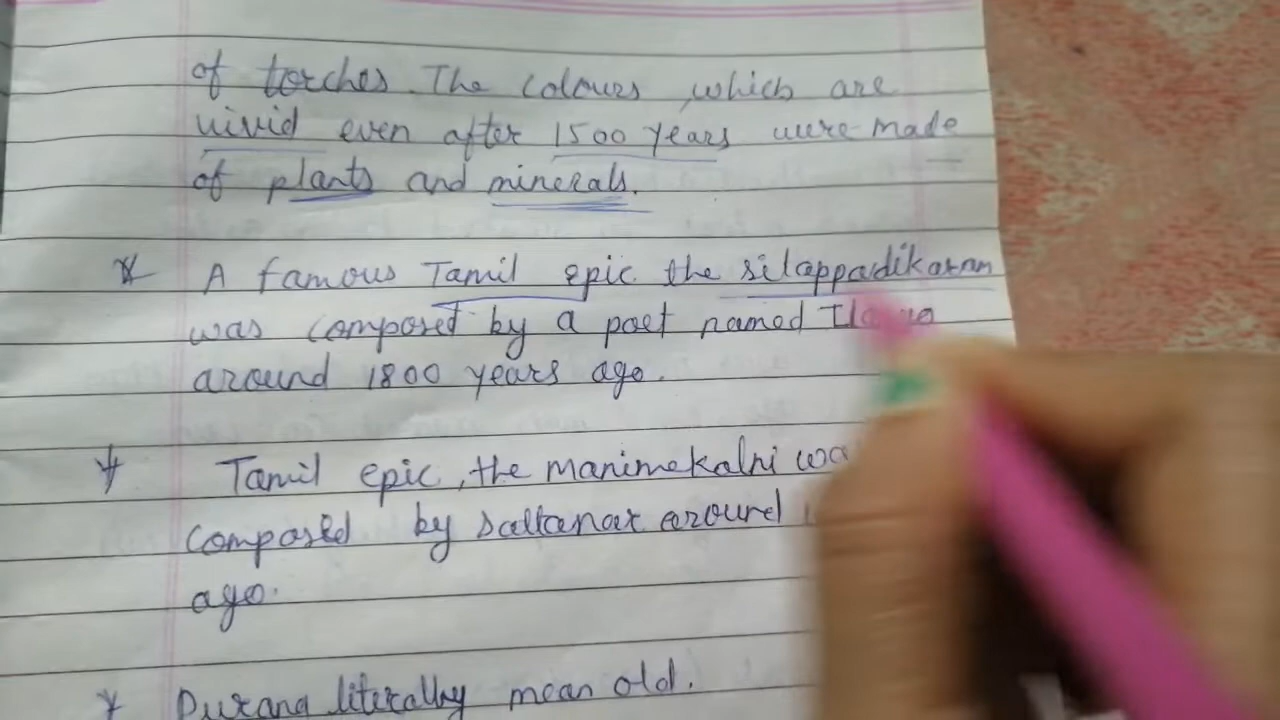 of torches. The colours, which are
vivid even after 1500 years were made
of plants and minerals.
A famous Tamil epic the silappadikaram
was composed by a poet named
around 1800 years ago.
Tamil epic, the manimekalni
composed by sattanar around
ago.
Purana literally mean old.